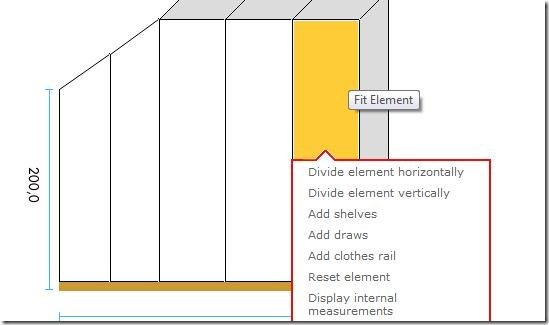 Fit Element
200,0
Divide element horizontally
Divide element vertically
Add shelves
Add draws
Add clothes rail
Reset element
Display internal
measurements